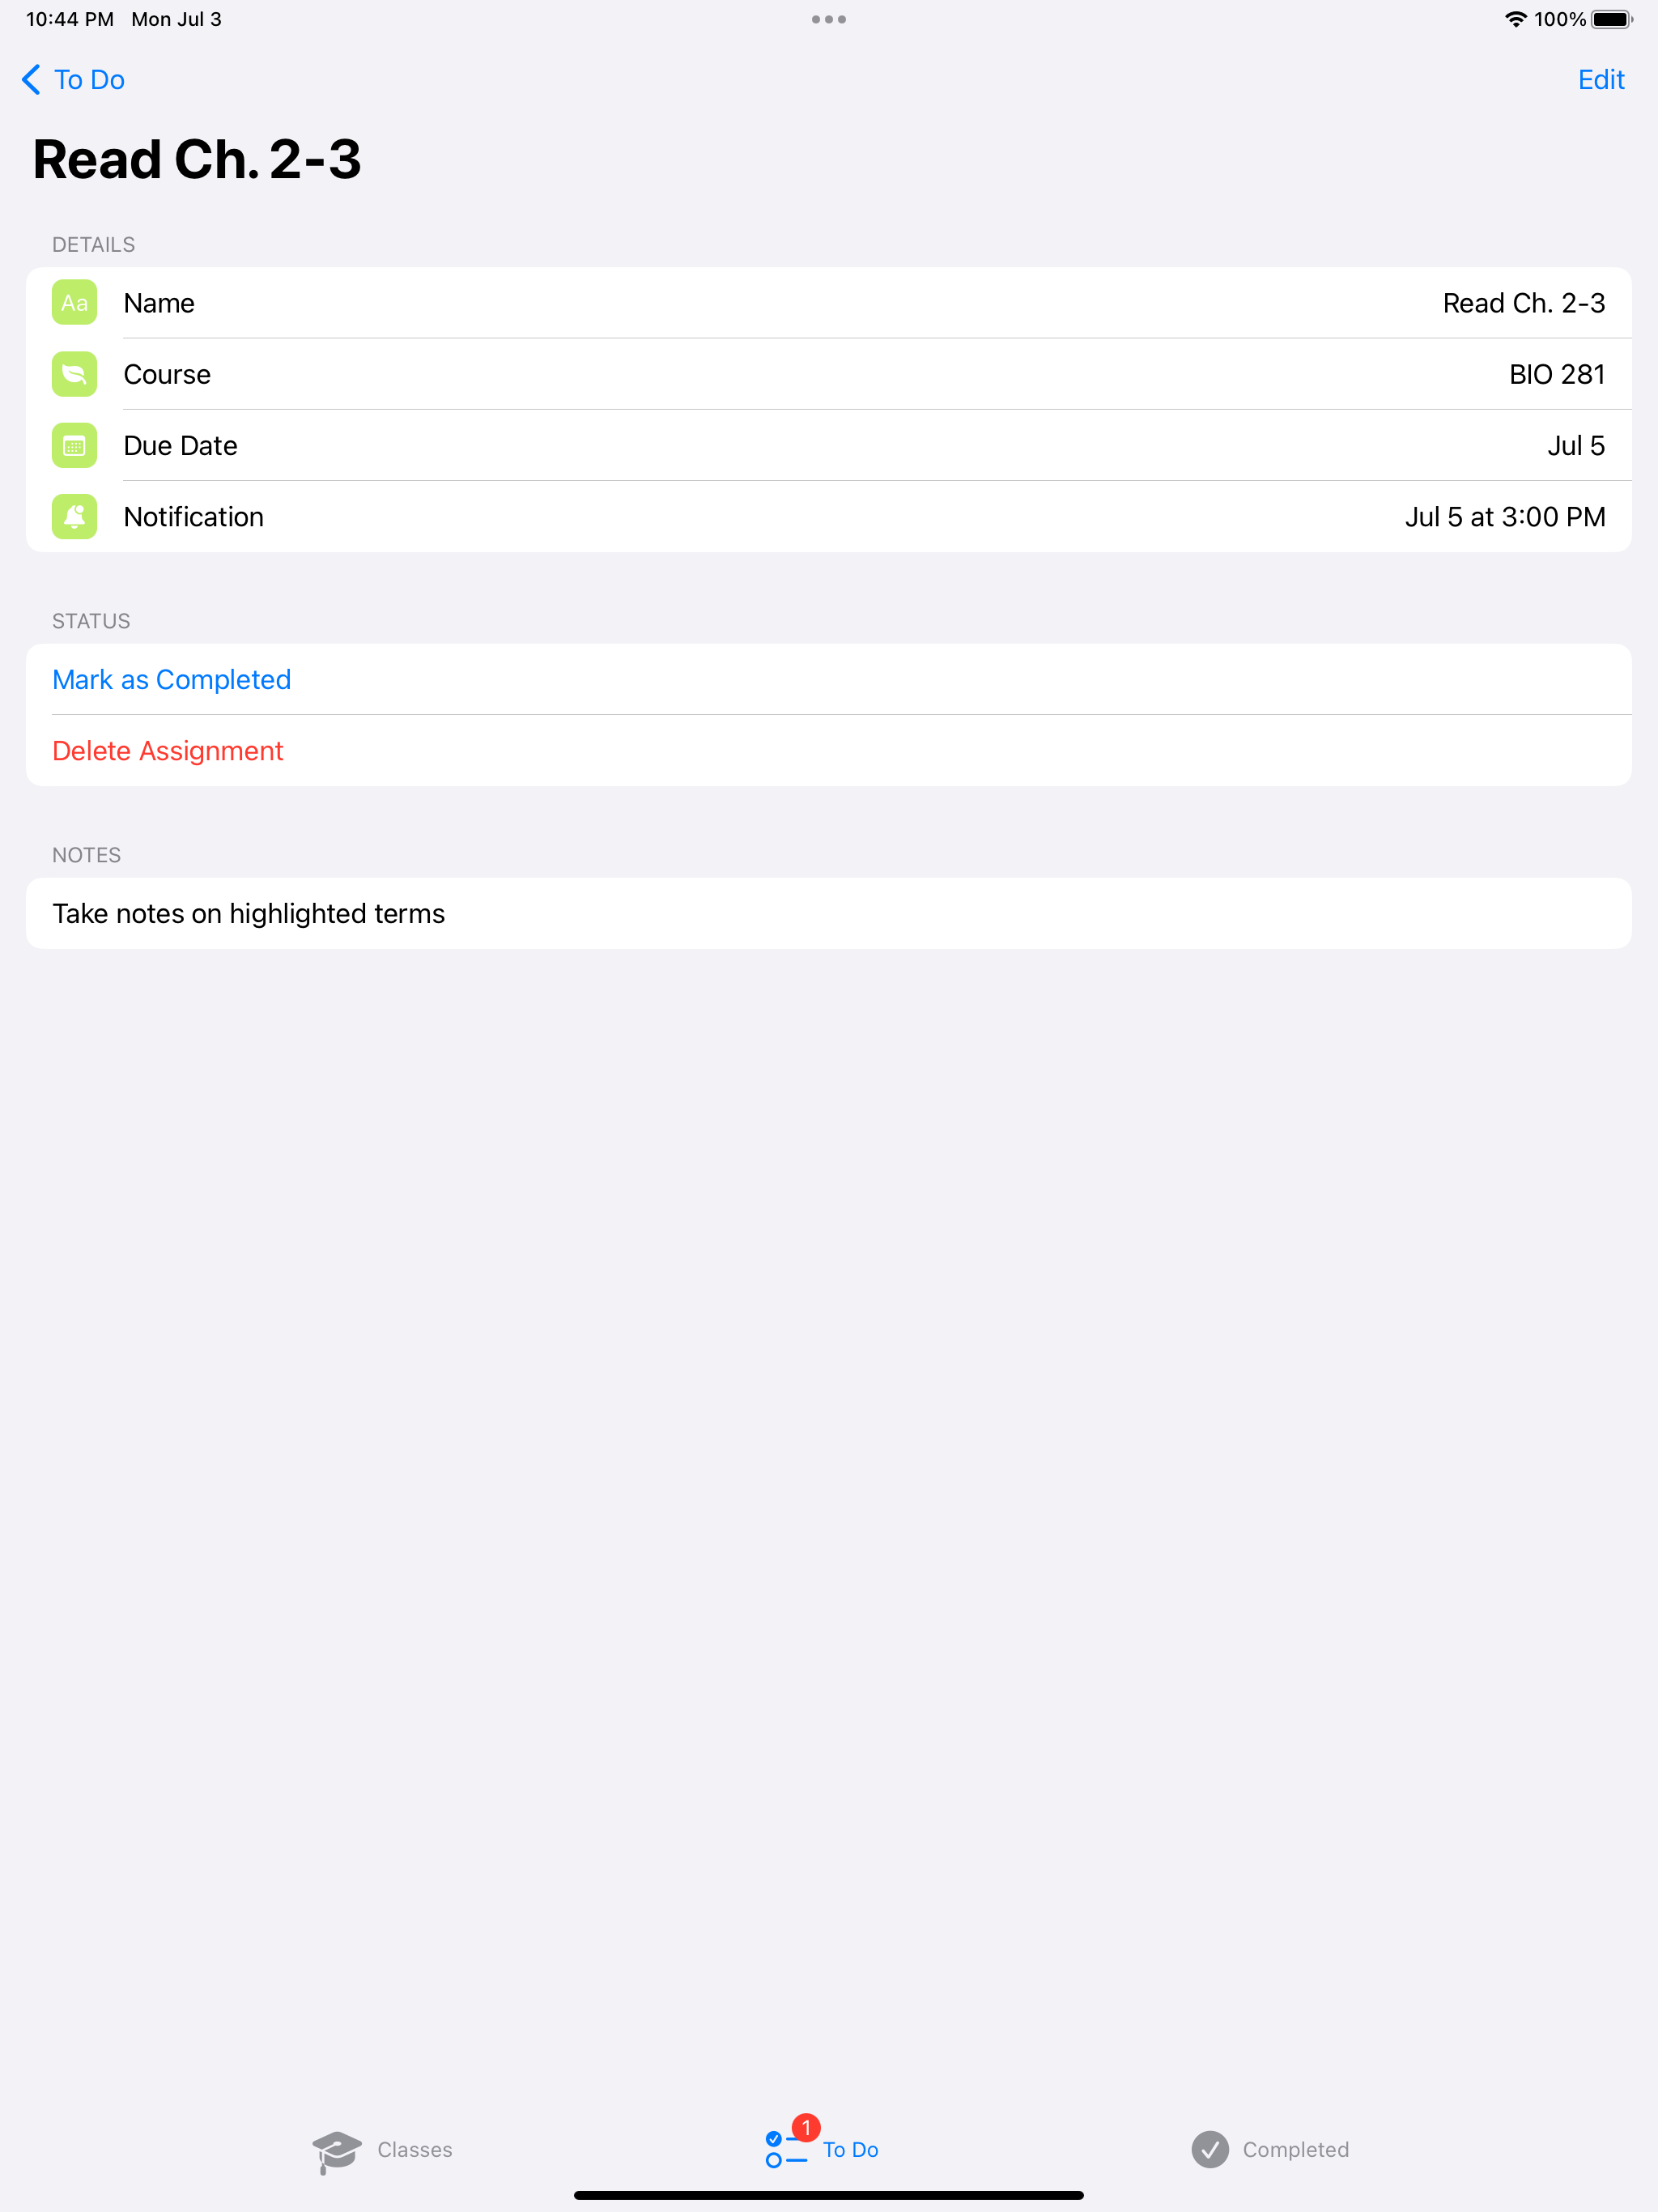 10:44 PM Mon Jul 3
100%
To Do
Edit
Read Ch. 2-3
DETAILS
Aa Name Read Ch. 2-3
Course BIO 281
Due Date Jul 5
Notification Jul 5 at 3:00 PM
STATUS
Mark as Completed
Delete Assignment
NOTES
Take notes on highlighted terms
Classes
1
To Do
Completed